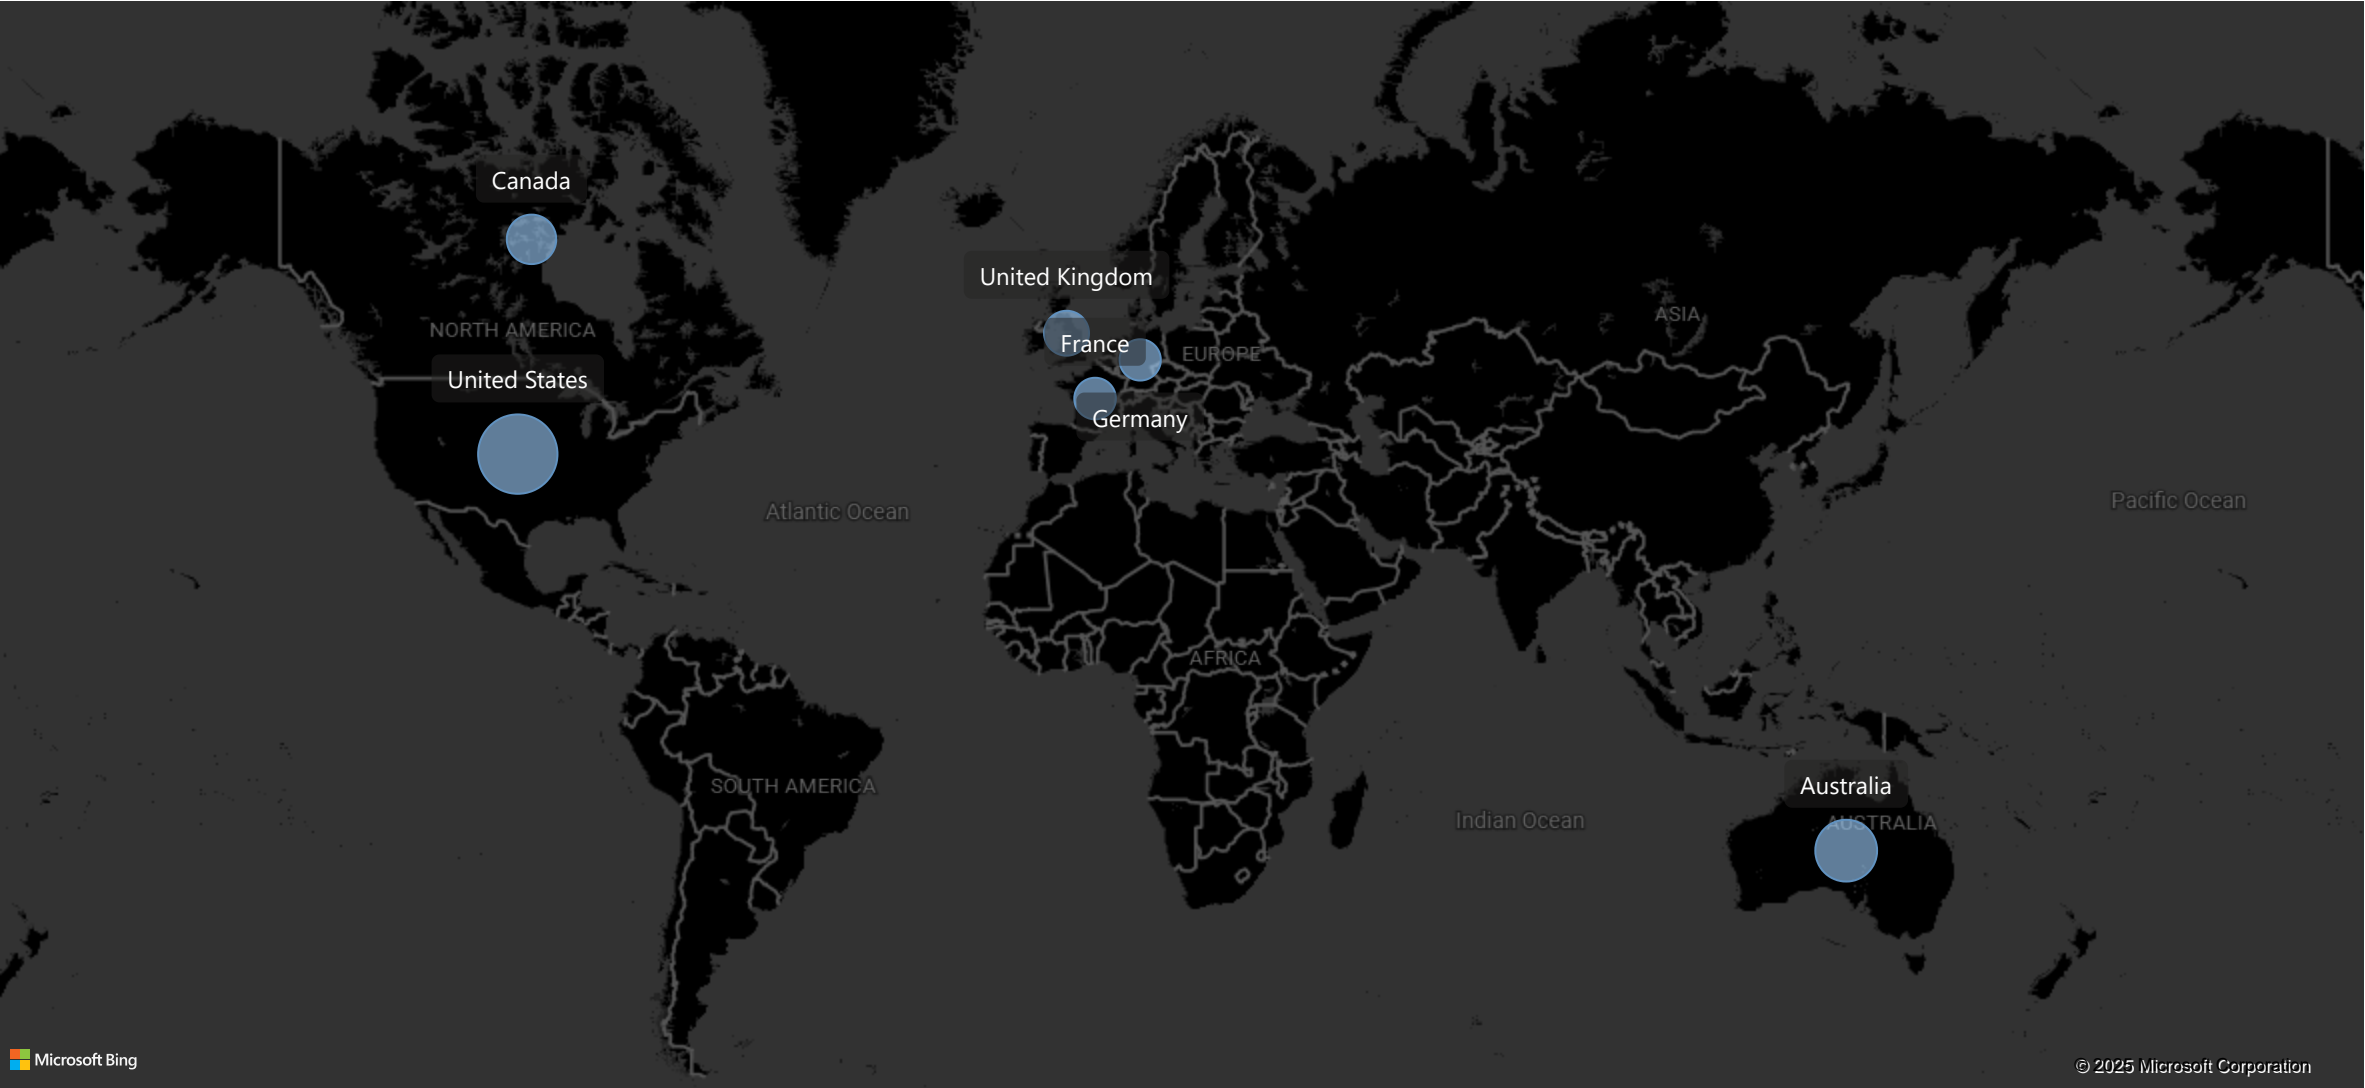 Canada
United Kingdom
ASIA
NORTH AMERICA
France
EUROPE
United States
Germany
Pacific Ocean
Atlantic Ocean
AFRICA
SOUTH AMERICA
Australia
Indian Ocean
AUSTRALIA
Microsoft Bing
© 2025 Microsoft Corporation